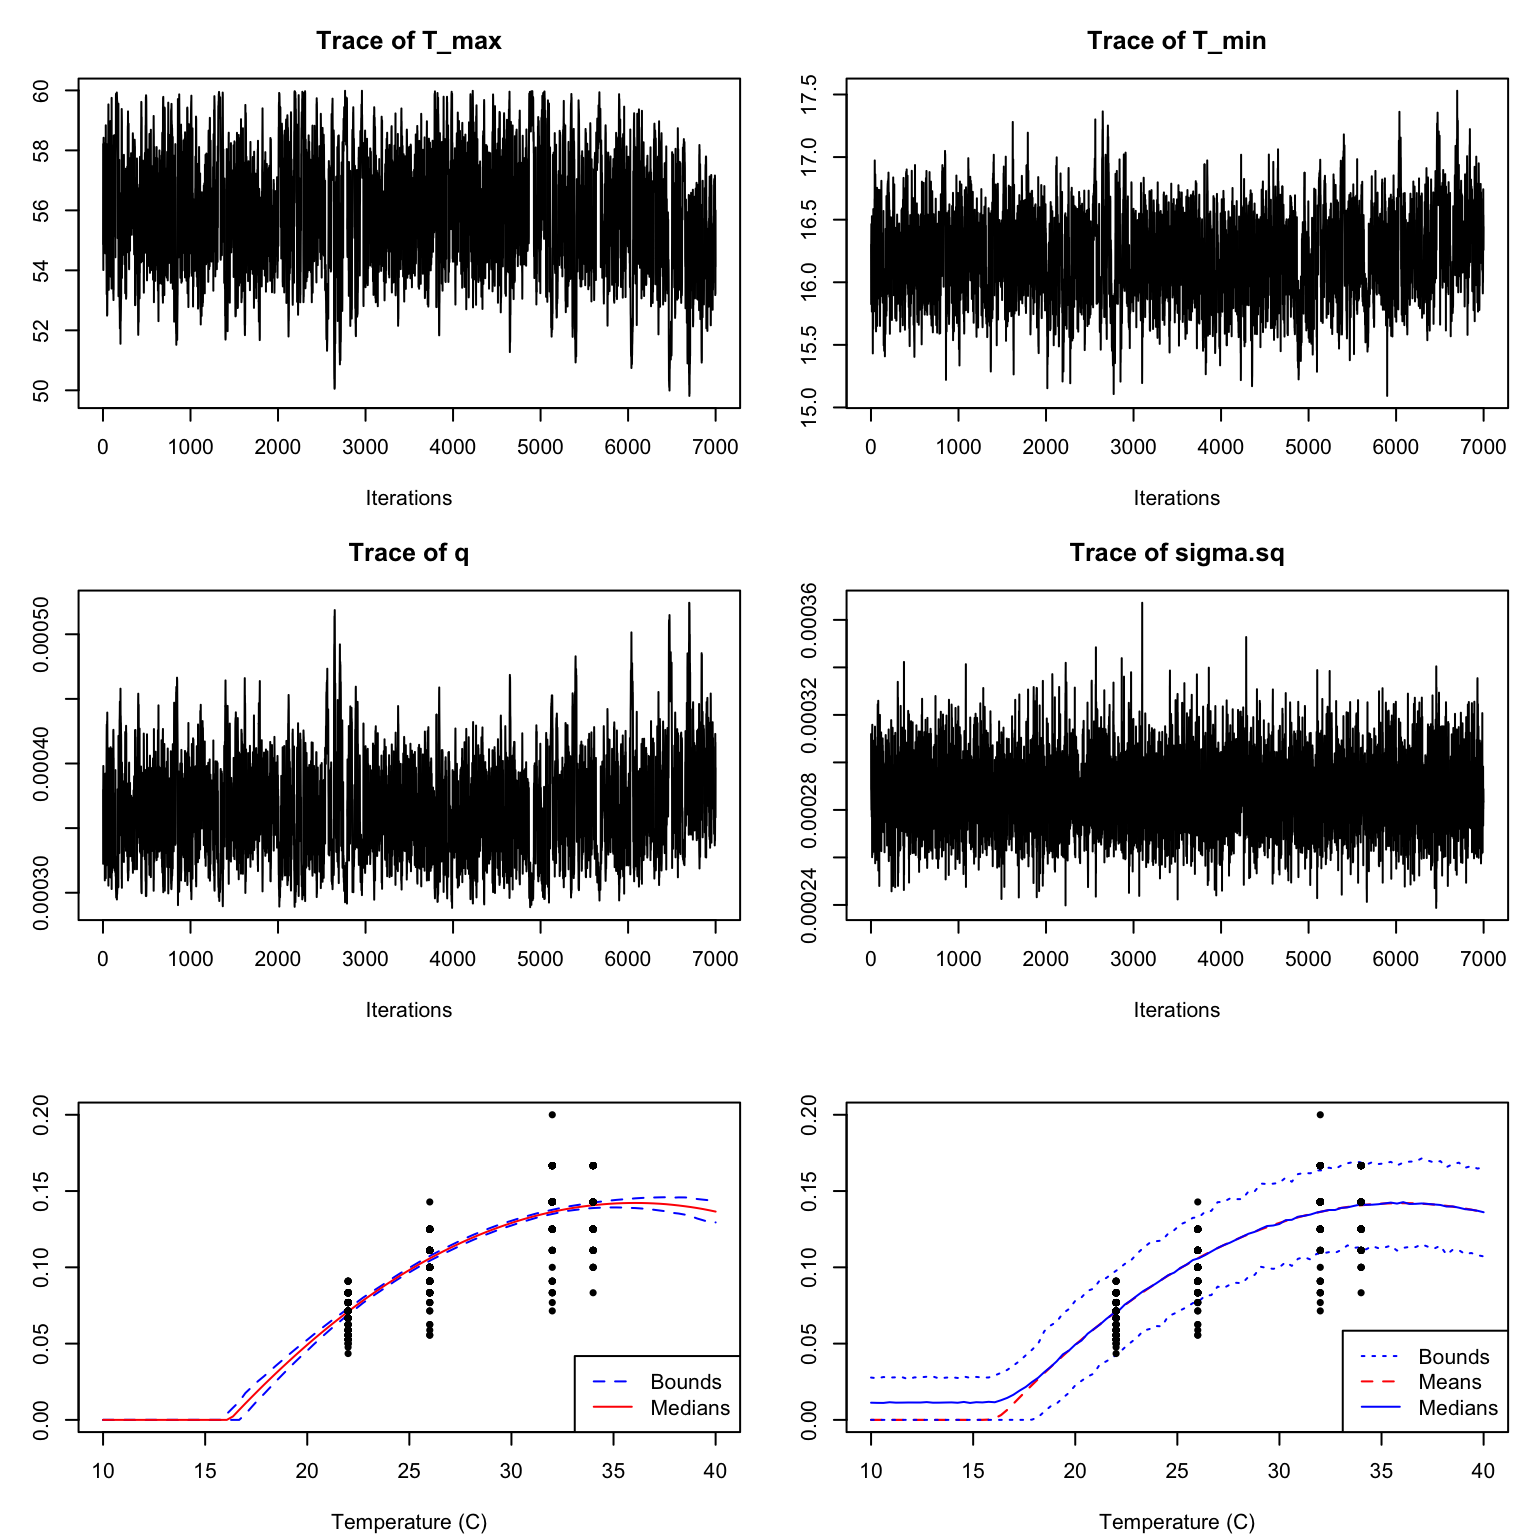 Trace of T_max
60
58
56
54
52
50
0 1000 2000 3000 4000 5000 6000 7000
Iterations
Trace of T_min
17.5
17.0
16.5
16.0
15.5
15.0
0 1000 2000 3000 4000 5000 6000 7000
Iterations
Trace of q
0.00050
0.00040
0.00030
0 1000 2000 3000 4000 5000 6000 7000
Iterations
Trace of sigma.sq
0.00036
0.00032
0.00028
0.00024
0 1000 2000 3000 4000 5000 6000 7000
Iterations
0.20
0.15
0.10
0.05
0.00
Bounds
Medians
10 15 20 25 30 35 40
Temperature (C)
0.20
0.15
0.10
0.05
0.00
Bounds
Means
Medians
10 15 20 25 30 35 40
Temperature (C)